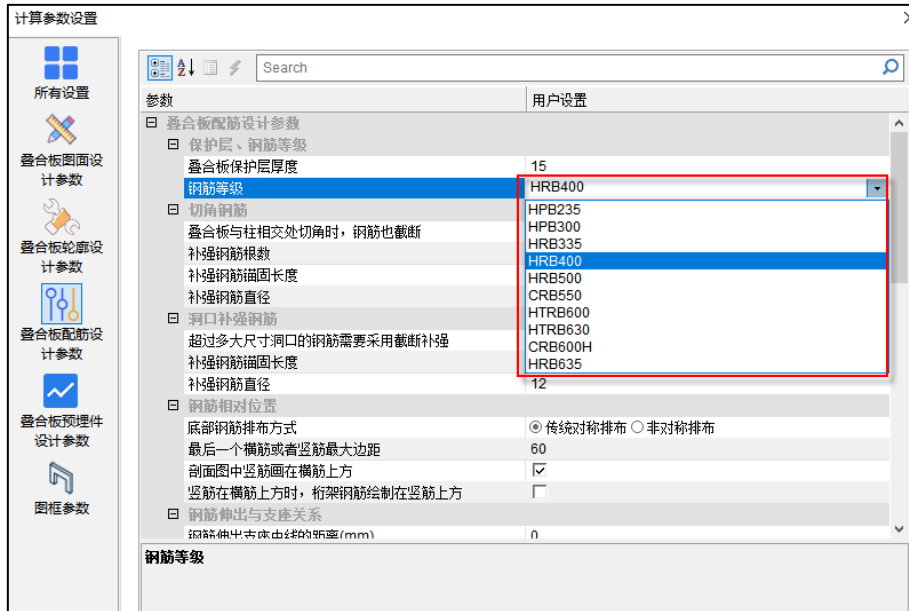 计算参数设置
所有设置
叠合板图面设
计参数
叠合板轮廓设
计参数
叠合板配筋设
计参数
叠合板预埋件
设计参数
图框参数
Search
参数 用户设置
叠合板配筋设计参数
保护层、钢筋等级
叠合板保护层厚度 15
钢筋等级 HRB400
切角钢筋
叠合板与柱相交处切角时，钢筋也截断
补强钢筋根数
补强钢筋锚固长度
补强钢筋直径
洞口补强钢筋
超过多大尺寸洞口的钢筋需要采用截断补强
补强钢筋锚固长度
补强钢筋直径 12
HPB235
HPB300
HRB335
HRB400
HRB500
CRB550
HTRB600
HTRB630
CRB600H
HRB635
钢筋相对位置
底部钢筋排布方式 传统对称排布 非对称排布
最后一个横筋或者竖筋最大边距 60
剖面图中竖筋画在横筋上方
竖筋在横筋上方时，桁架钢筋绘制在竖筋上方
钢筋伸出与支座关系
钢筋伸出支座中线的距离(mm) 0
钢筋等级